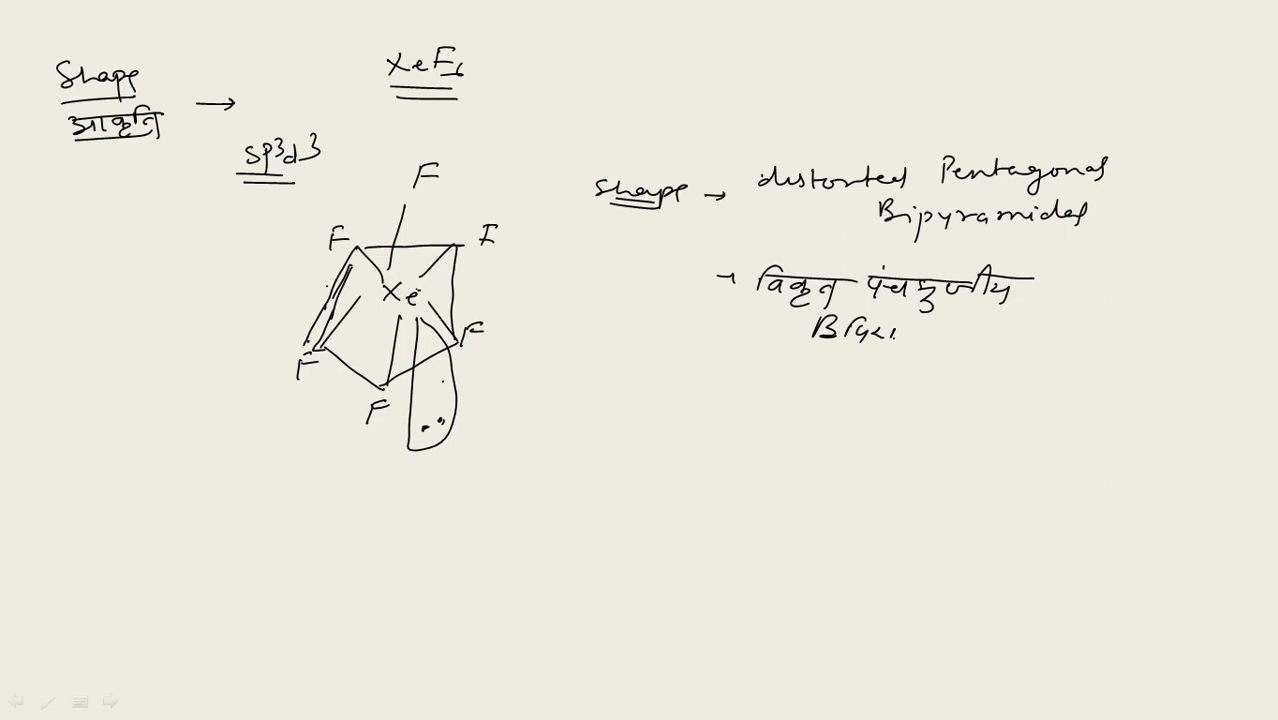 XeF6
Shape
आकृति →
sp3d3
F
F
F
Xe
F
F
F
Shape → distorted Pentagonal
Bipyramidal
→ विकृत पंचभुजीय